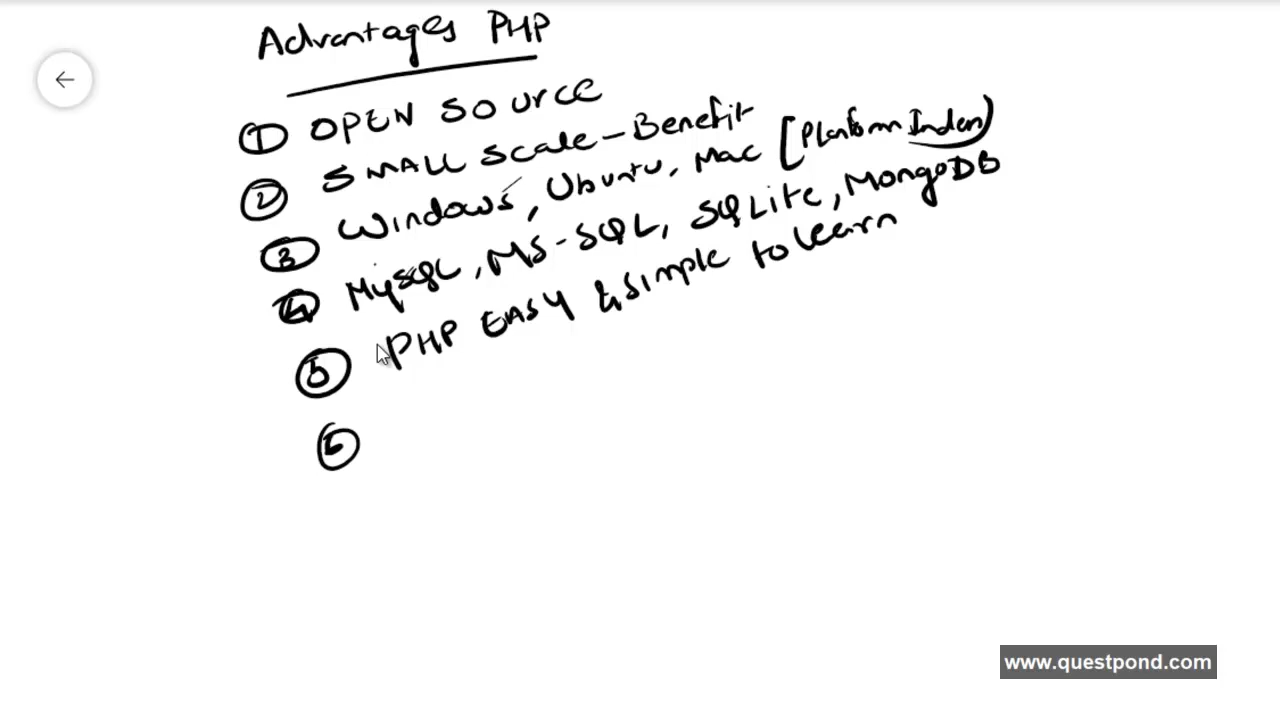 Advantages PHP
① OPEN SOURCE
② SMALL Scale - Benefit
③ Windows, Ubuntu, Mac [Platform Inden)
④ Mysql, MS-SQL, SQLite, MongoDB
⑤ PHP EASY & simple to learn
⑥
www.questpond.com